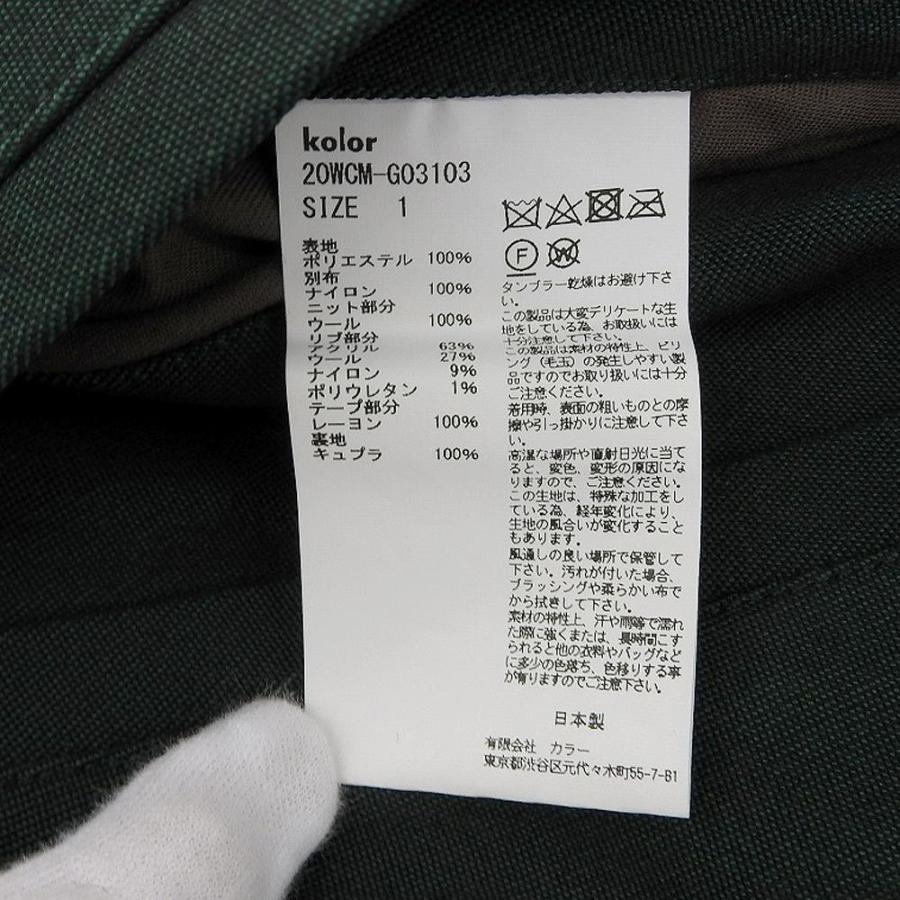 kolor
20WCM-G03103
SIZE 1
表地
ポリエステル 100%
別布
ナイロン 100%
ニット部分
ウール 100%
リブ部分
アクリル 63%
ウール 27%
ナイロン 9%
ポリウレタン 1%
テープ部分
レーヨン 100%
裏地
キュプラ 100%
F
W
タンブラー乾燥はお避け下さ
い。
この製品は大変デリケートな生
地をしている為、お取扱いには
十分注意して下さい。
この製品は素材の特性上、ピリ
ング（毛玉）の発生しやすい製
品ですのでお取り扱いには十分
ご注意ください。
着用時、表面の粗いものとの摩
擦や引っ掛かりに注意して下さ
い。
高温な場所や直射日光に当て
ると、変色、変形の原因にな
りますので、ご注意ください。
この生地は、特殊な加工をし
ている為、経年変化により、
生地の風合いが変化すること
もあります。
風通しの良い場所で保管して
下さい。汚れが付いた場合、
ブラッシングや柔らかい布で
から拭きして下さい。
素材の特性上、汗や雨等で濡れ
た際に強くまたは、長時間こす
られると他の衣料やバッグなど
に多少の色落ち、色移りする事
が有りますのでご注意下さい。
日本製
有限会社 カラー
東京都渋谷区元代々木町55-7-B1